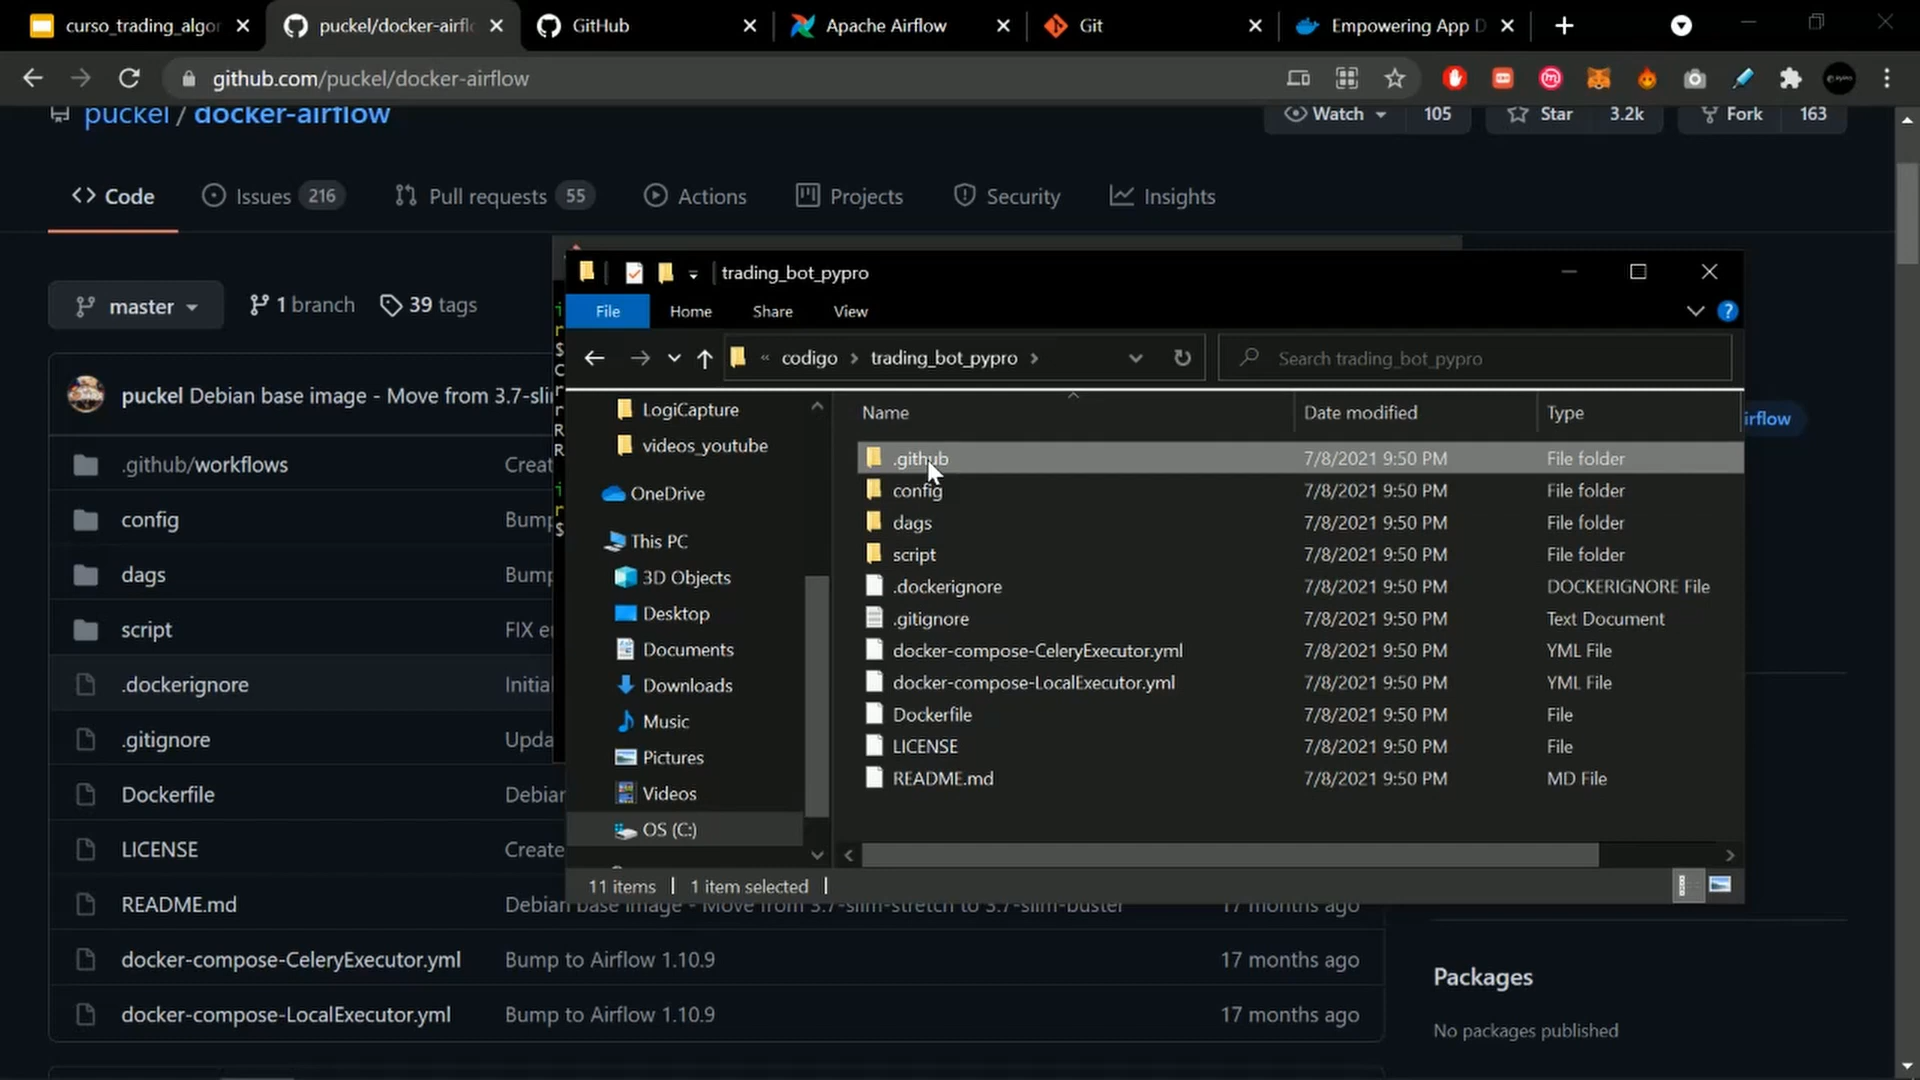 curso_trading_algor
puckel/docker-airflo
GitHub
Apache Airflow
Git
Empowering App D
github.com/puckel/docker-airflow
puckel / docker-airflow
Watch 105
Star 3.2k
Fork 163
Code
Issues 216
Pull requests 55
Actions
Projects
Security
Insights
master
1 branch
39 tags
puckel Debian base image - Move from 3.7-sli
.github/workflows Creat
config Bump
dags Bump
script FIX er
.dockerignore Initia
.gitignore Upda
Dockerfile Debia
LICENSE Create
README.md Debian base image - Move from 3.7-slim-stretch to 3.7-slim-buster 17 months ago
docker-compose-CeleryExecutor.yml Bump to Airflow 1.10.9 17 months ago
docker-compose-LocalExecutor.yml Bump to Airflow 1.10.9 17 months ago
irflow
Packages
No packages published
trading_bot_pypro
File Home Share View
« codigo > trading_bot_pypro >
Search trading_bot_pypro
LogiCapture
videos_youtube
OneDrive
This PC
3D Objects
Desktop
Documents
Downloads
Music
Pictures
Videos
OS (C:)
Name Date modified Type
.github 7/8/2021 9:50 PM File folder
config 7/8/2021 9:50 PM File folder
dags 7/8/2021 9:50 PM File folder
script 7/8/2021 9:50 PM File folder
.dockerignore 7/8/2021 9:50 PM DOCKERIGNORE File
.gitignore 7/8/2021 9:50 PM Text Document
docker-compose-CeleryExecutor.yml 7/8/2021 9:50 PM YML File
docker-compose-LocalExecutor.yml 7/8/2021 9:50 PM YML File
Dockerfile 7/8/2021 9:50 PM File
LICENSE 7/8/2021 9:50 PM File
README.md 7/8/2021 9:50 PM MD File
11 items 1 item selected